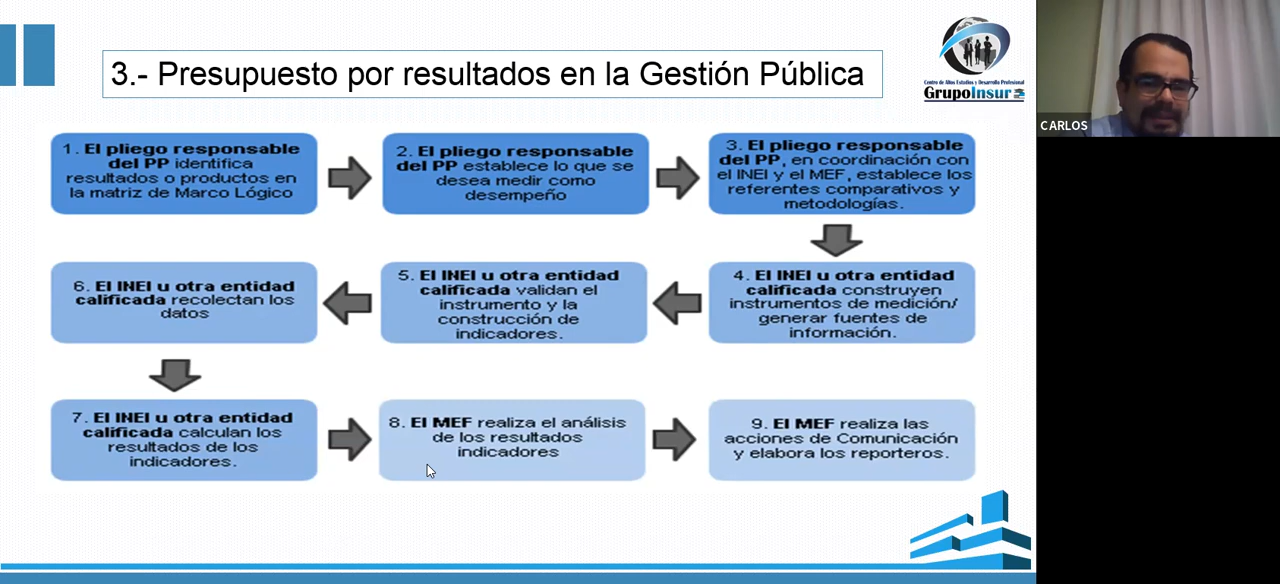 3.- Presupuesto por resultados en la Gestión Pública
Centro de Altos Estudios y Desarrollo Profesional
GrupoInsur
CARLOS
1. El pliego responsable
del PP identifica
resultados o productos en
la matriz de Marco Lógico
2. El pliego responsable
del PP establece lo que se
desea medir como
desempeño
3. El pliego responsable
del PP, en coordinación con
el INEI y el MEF, establece los
referentes comparativos y
metodologías.
4. El INEI u otra entidad
calificada construyen
instrumentos de medición/
generar fuentes de
información.
5. El INEI u otra entidad
calificada validan el
instrumento y la
construcción de
indicadores.
6. El INEI u otra entidad
calificada recolectan los
datos
7. El INEI u otra entidad
calificada calculan los
resultados de los
indicadores.
8. El MEF realiza el análisis
de los resultados
indicadores
9. El MEF realiza las
acciones de Comunicación
y elabora los reporteros.